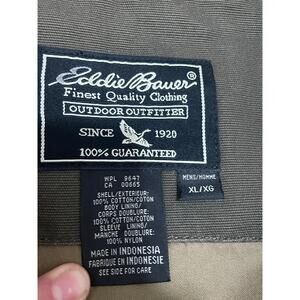 Eddie Bauer®
Finest Quality Clothing
OUTDOOR OUTFITTER
SINCE 1920
100% GUARANTEED
MENS/HOMME
XL/XG
WPL 9647
CA 00665
SHELL/EXTERIEUR:
100% COTTON/COTON
BODY LINING/
CORPS DOUBLURE:
100% COTTON/COTON
SLEEVE LINING/
MANCHE DOUBLURE:
100% NYLON
MADE IN INDONESIA
FABRIQUE EN INDONESIE
SEE SIDE FOR CARE